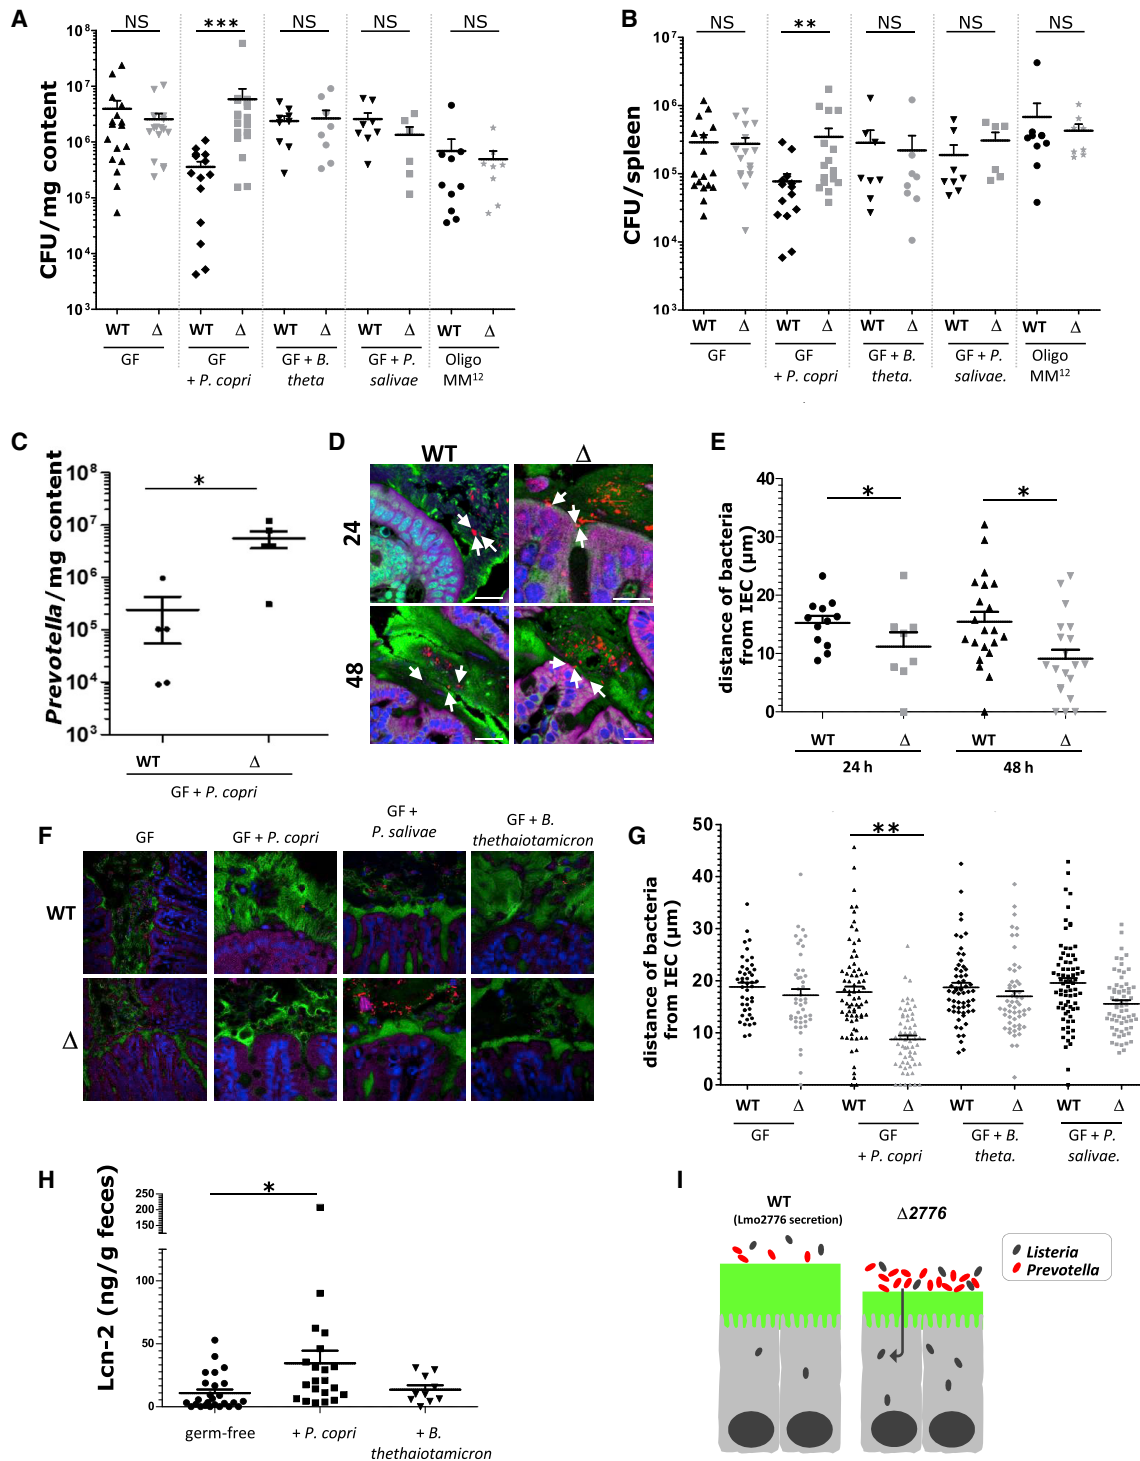 A
NS
***
NS
NS
NS
CFU/mg content
10⁸
10⁷
10⁶
10⁵
10⁴
10³
WT Δ WT Δ WT Δ WT Δ WT Δ
GF
GF + P. copri
GF + B. theta
GF + P. salivae
Oligo MM¹²
B
NS
**
NS
NS
NS
CFU/spleen
10⁷
10⁶
10⁵
10⁴
10³
WT Δ WT Δ WT Δ WT Δ WT Δ
GF
GF + P. copri
GF + B. theta.
GF + P. salivae.
Oligo MM¹²
C
*
Prevotella/mg content
10⁸
10⁷
10⁶
10⁵
10⁴
10³
WT Δ
GF + P. copri
D
WT Δ
24
48
E
distance of bacteria
from IEC (µm)
40
30
20
10
0
*
*
WT Δ WT Δ
24 h 48 h
F
GF
GF + P. copri
GF +
P. salivae
GF + B.
thethaiotamicron
WT
Δ
G
distance of bacteria
from IEC (µm)
50
40
30
20
10
0
**
WT Δ WT Δ WT Δ WT Δ
GF
GF + P. copri
GF + B. theta.
GF + P. salivae.
H
Lcn-2 (ng/g feces)
250
200
150
100
50
0
*
germ-free
+ P. copri
+ B.
thethaiotamicron
I
WT
(Lmo2776 secretion)
Δ2776
Listeria
Prevotella